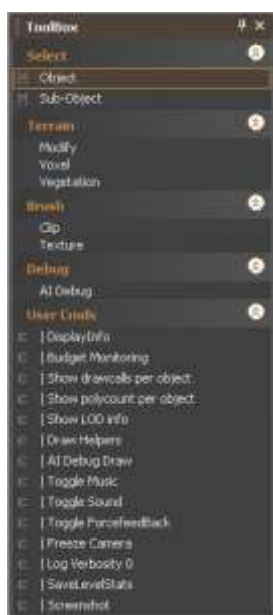 ToolBox
Select
Object
Sub-Object
Terrain
Modify
Voxel
Vegetation
Brush
Clip
Texture
Debug
AI Debug
User Cmds
| DisplayInfo
| Budget Monitoring
| Show drawcalls per object
| Show polycount per object
| Show LOD info
| Draw Helpers
| AI Debug Draw
| Toggle Music
| Toggle Sound
| Toggle ForceFeedBack
| Freeze Camera
| Log Verbosity 0
| SaveLevelStats
| Screenshot